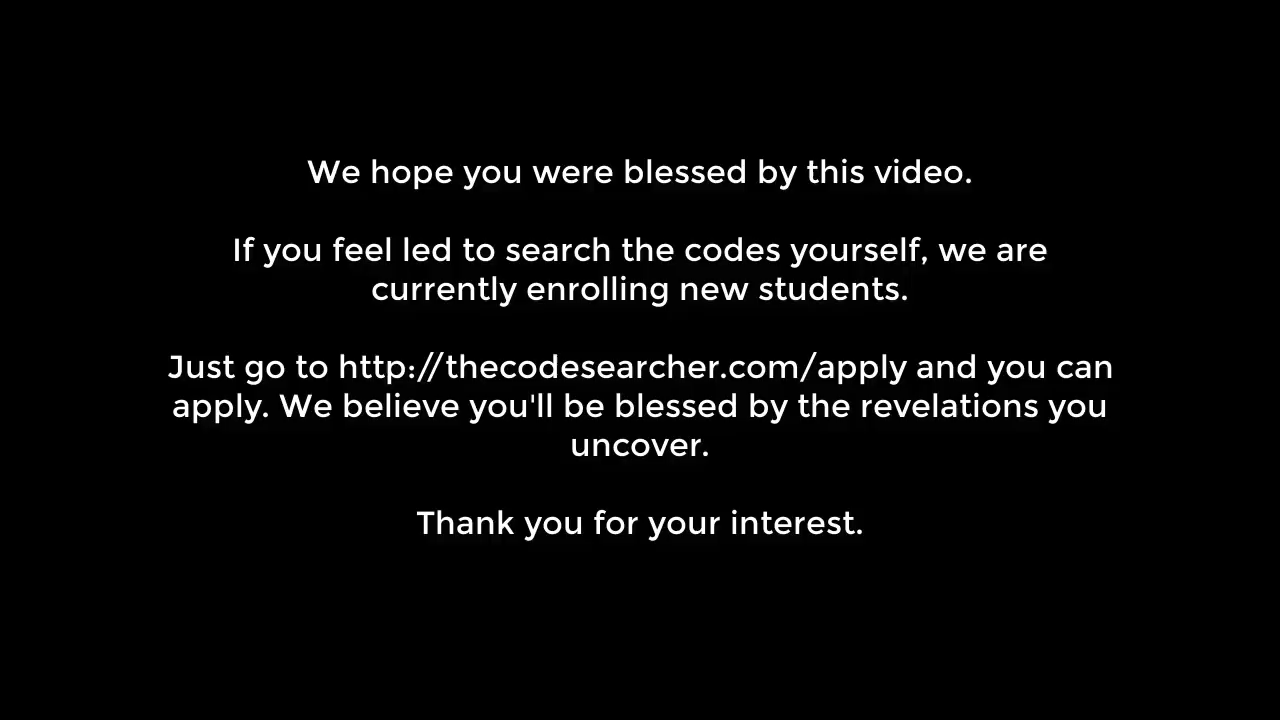 We hope you were blessed by this video.
If you feel led to search the codes yourself, we are
currently enrolling new students.
Just go to http://thecodesearcher.com/apply and you can
apply. We believe you'll be blessed by the revelations you
uncover.
Thank you for your interest.